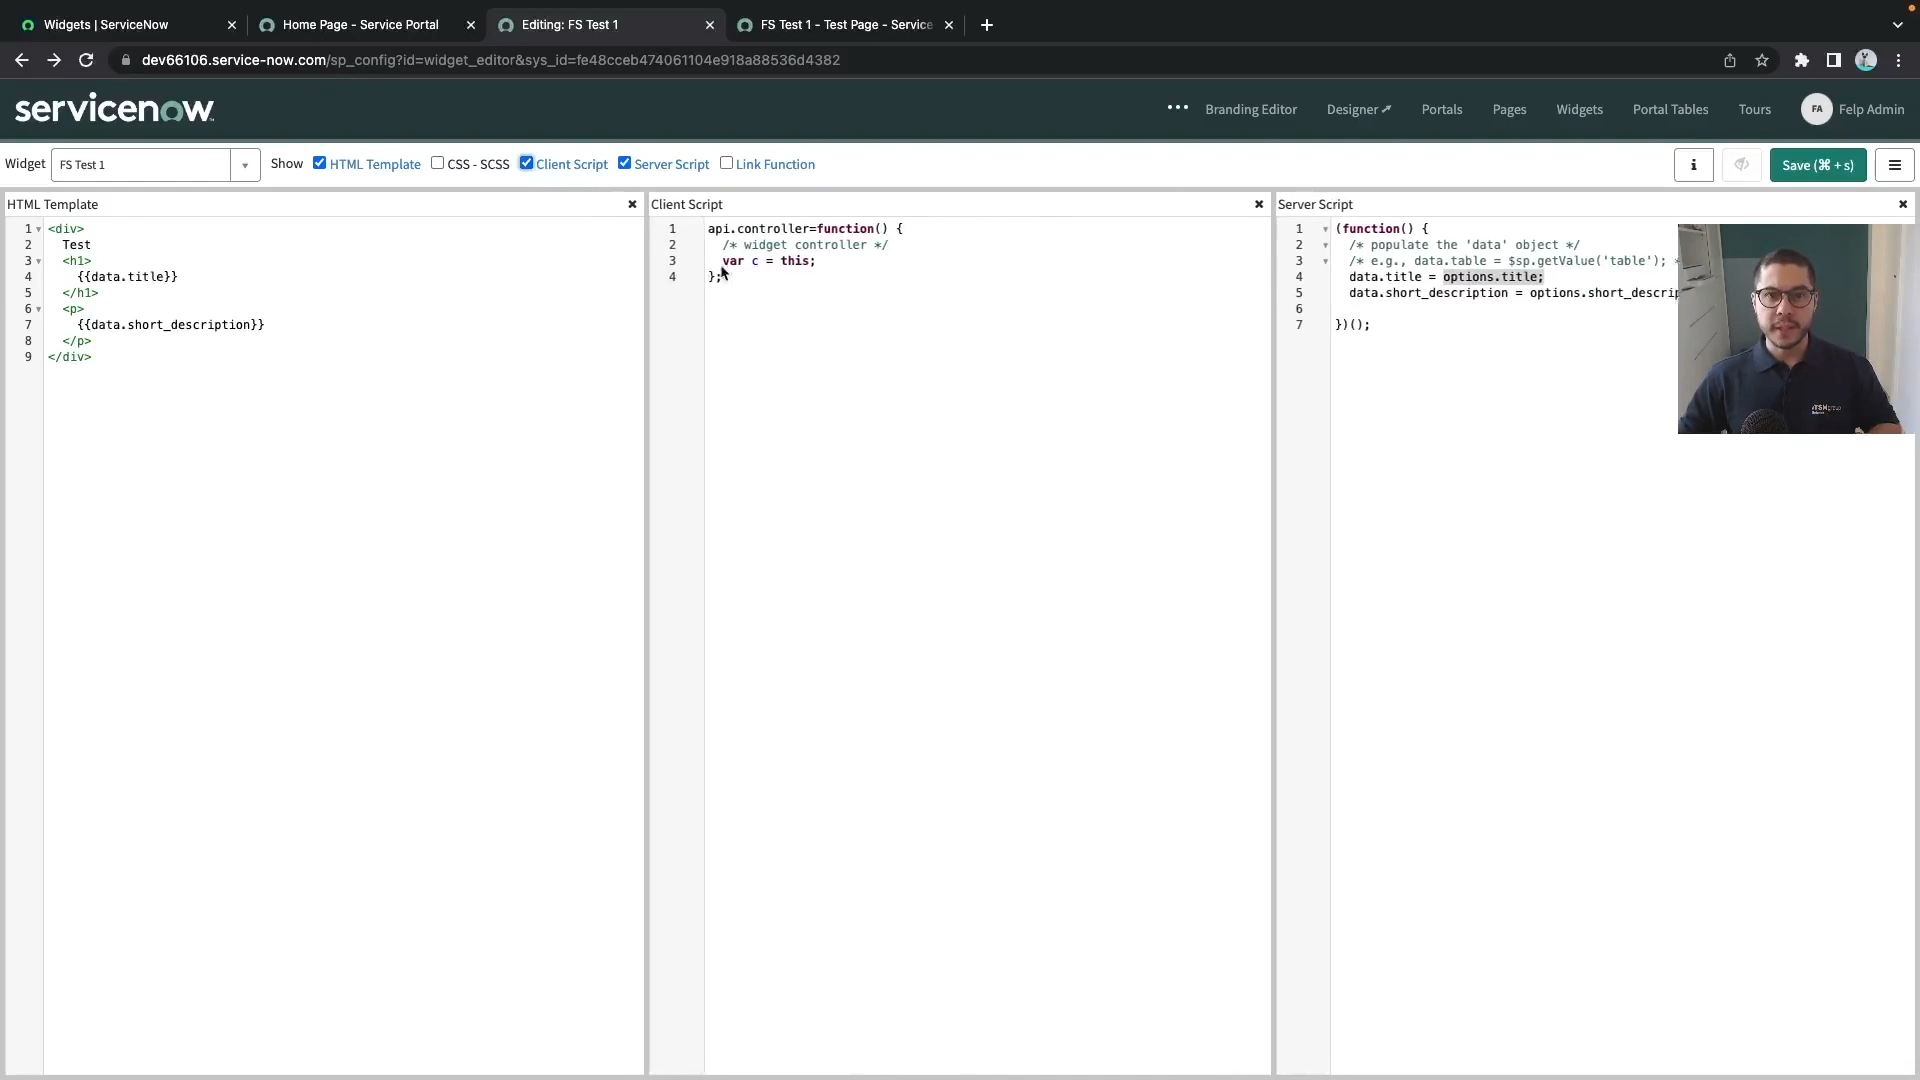 Widgets | ServiceNow
Home Page - Service Portal
Editing: FS Test 1
FS Test 1 - Test Page - Service
dev66106.service-now.com/sp_config?id=widget_editor&sys_id=fe48cceb474061104e918a88536d4382
servicenow
Branding Editor
Designer
Portals
Pages
Widgets
Portal Tables
Tours
FA
Felp Admin
Widget
FS Test 1
Show
HTML Template
CSS - SCSS
Client Script
Server Script
Link Function
i
Save (⌘ + s)
HTML Template
1 <div>
2 Test
3 <h1>
4 {{data.title}}
5 </h1>
6 <p>
7 {{data.short_description}}
8 </p>
9 </div>
Client Script
1 api.controller=function() {
2 /* widget controller */
3 var c = this;
4 };
Server Script
1 (function() {
2 /* populate the 'data' object */
3 /* e.g., data.table = $sp.getValue('table');
4 data.title = options.title;
5 data.short_description = options.short_descrip
6
7 })();